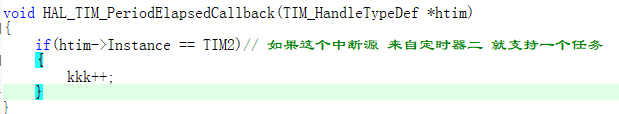 void HAL_TIM_PeriodElapsedCallback(TIM_HandleTypeDef *htim)
{
if(htim->Instance == TIM2)// 如果这个中断源 来自定时器二 就支持一个任务
{
kkk++;
}
}